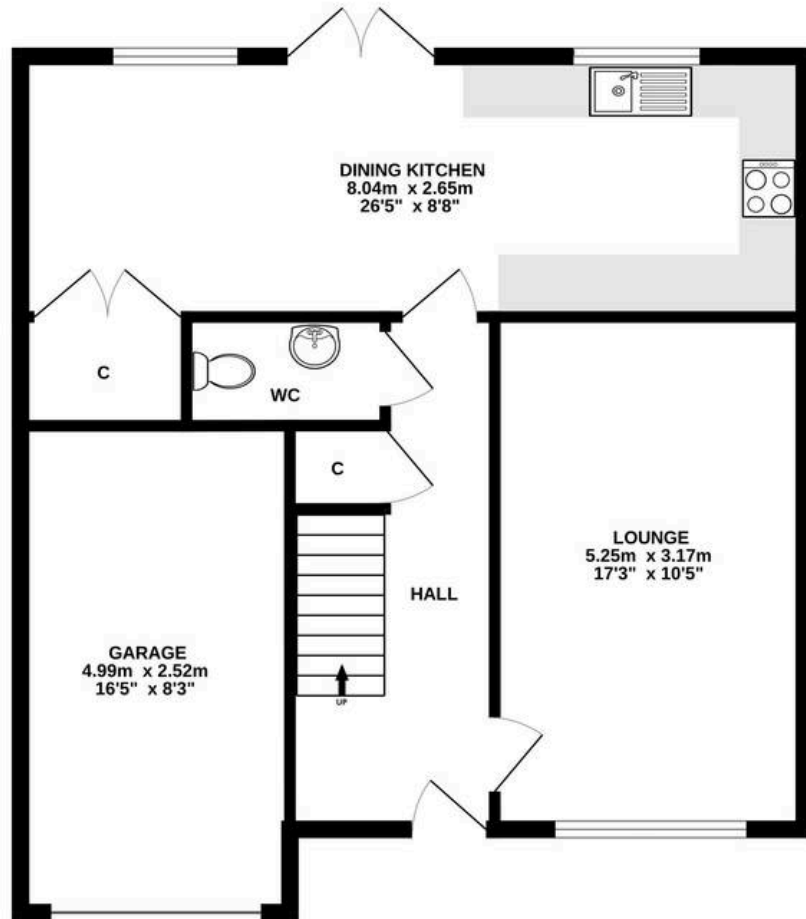 DINING KITCHEN
8.04m x 2.65m
26'5" x 8'8"
C
WC
C
LOUNGE
5.25m x 3.17m
17'3" x 10'5"
HALL
GARAGE
4.99m x 2.52m
16'5" x 8'3"
UP